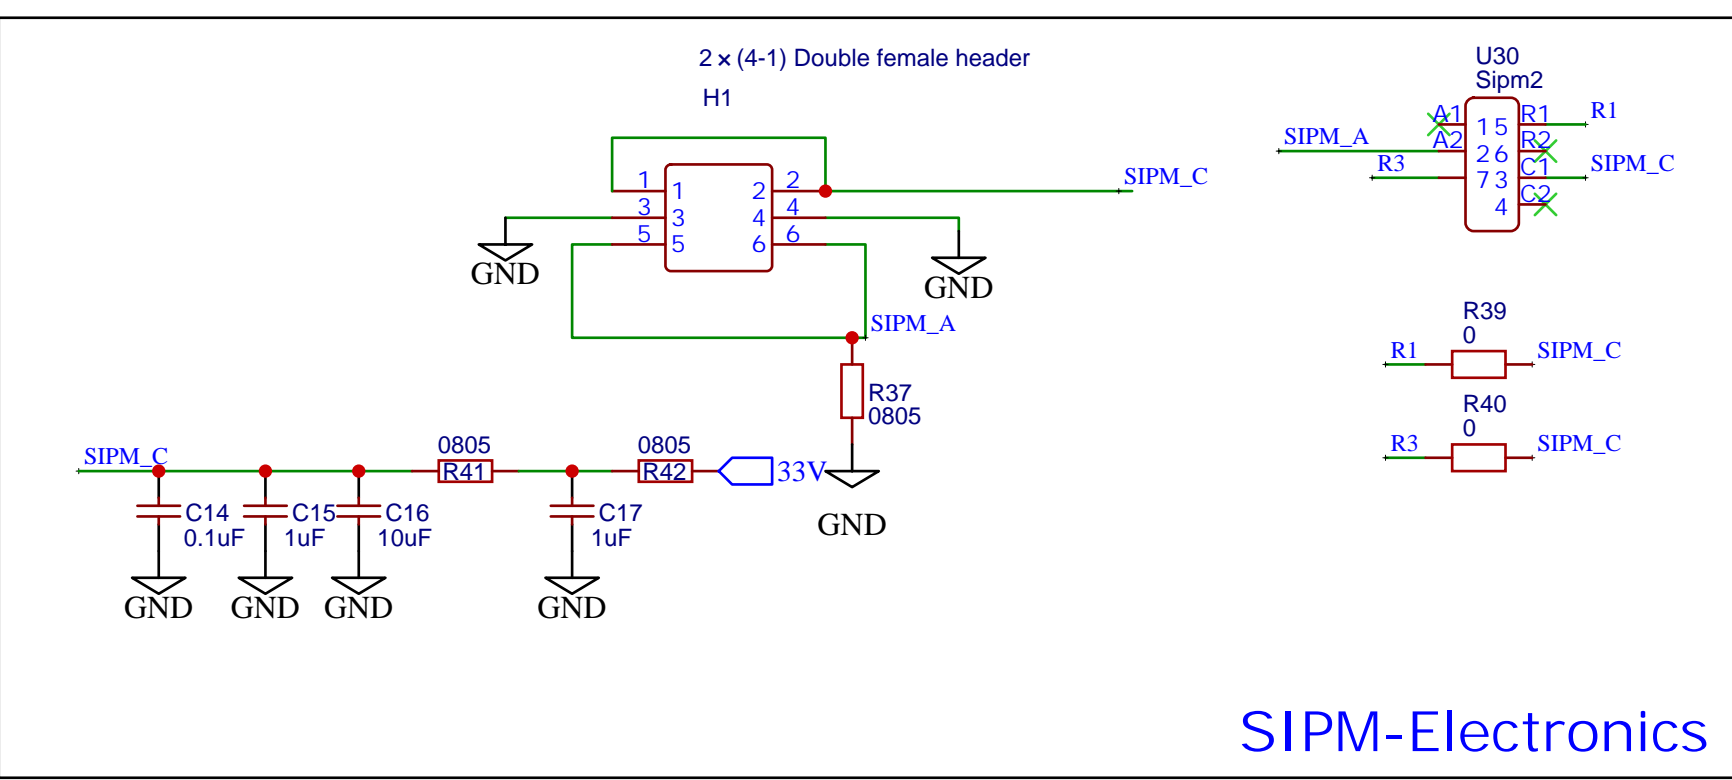 2 × (4-1) Double female header
H1
1
1
2
2
3
3
4
4
5
5
6
6
SIPM_C
GND
GND
SIPM_A
R37
0805
GND
SIPM_C
0805
R41
0805
R42
33V
C14
0.1uF
C15
1uF
C16
10uF
C17
1uF
GND
GND
GND
GND
U30
Sipm2
A1
1 5
R1
R1
SIPM_A
A2
2 6
R2
R3
7 3
C1
SIPM_C
4
C2
R39
0
R1
SIPM_C
R40
0
R3
SIPM_C
SIPM-Electronics